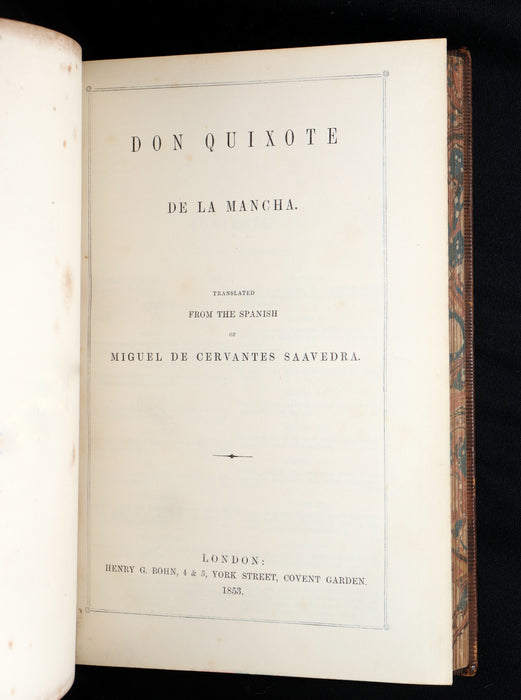 DON QUIXOTE
DE LA MANCHA.
TRANSLATED
FROM THE SPANISH
OF
MIGUEL DE CERVANTES SAAVEDRA.
LONDON:
HENRY G. BOHN, 4 & 5, YORK STREET, COVENT GARDEN.
1853.